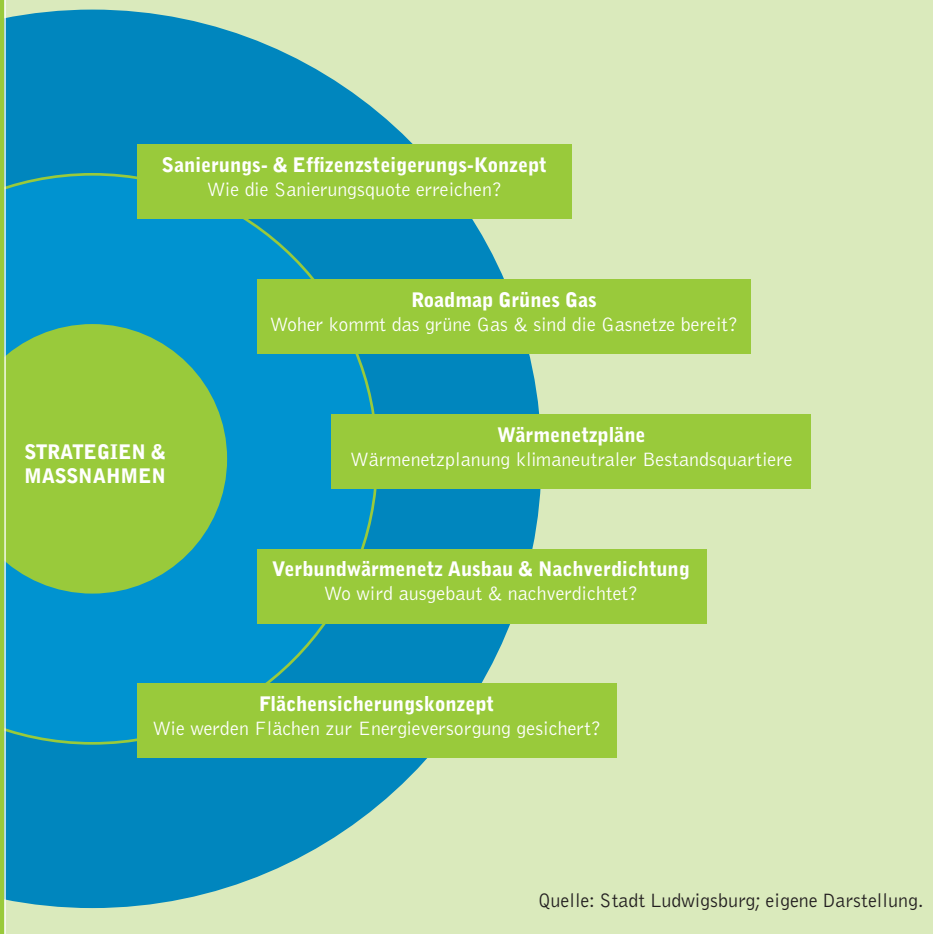 Sanierungs- & Effizenzsteigerungs-Konzept
Wie die Sanierungsquote erreichen?
Roadmap Grünes Gas
Woher kommt das grüne Gas & sind die Gasnetze bereit?
Wärmenetzpläne
Wärmenetzplanung klimaneutraler Bestandsquartiere
STRATEGIEN &
MASSNAHMEN
Verbundwärmenetz Ausbau & Nachverdichtung
Wo wird ausgebaut & nachverdichtet?
Flächensicherungskonzept
Wie werden Flächen zur Energieversorgung gesichert?
Quelle: Stadt Ludwigsburg; eigene Darstellung.